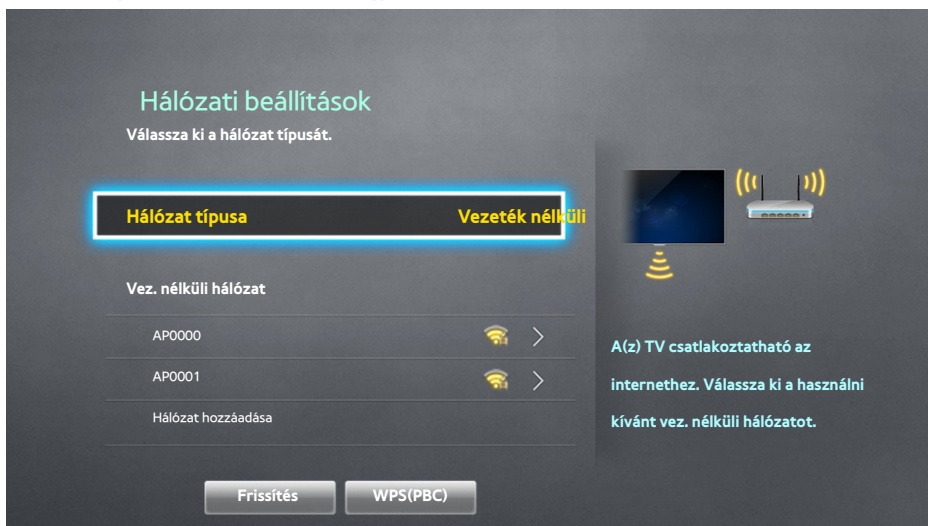 Hálózati beállítások
Válassza ki a hálózat típusát.
Hálózat típusa Vezeték nélküli
Vez. nélküli hálózat
AP0000
AP0001
Hálózat hozzáadása
Frissítés WPS(PBC)
A(z) TV csatlakoztatható az
internethez. Válassza ki a használni
kívánt vez. nélküli hálózatot.